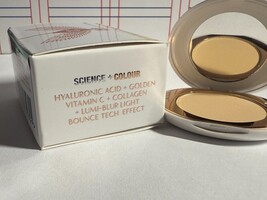 SCIENCE + COLOUR
HYALURONIC ACID + GOLDEN
VITAMIN C + COLLAGEN
+ LUMI-BLUR LIGHT
BOUNCE TECH EFFECT